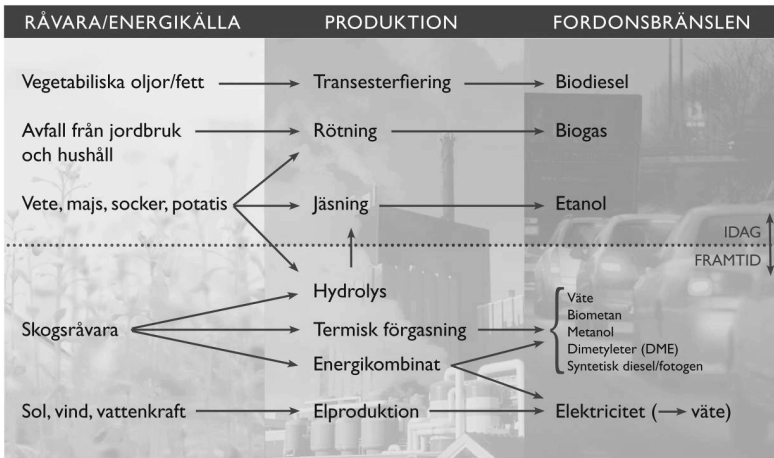 RÅVARA/ENERGIKÄLLA
PRODUKTION
FORDONSBRÄNSLEN
Vegetabiliska oljor/fett
Transesterfiering
Biodiesel
Avfall från jordbruk
och hushåll
Rötning
Biogas
Vete, majs, socker, potatis
Jäsning
Etanol
IDAG
FRAMTID
Hydrolys
Skogsråvara
Termisk förgasning
Väte
Biometan
Metanol
Dimetyleter (DME)
Syntetisk diesel/fotogen
Energikombinat
Sol, vind, vattenkraft
Elproduktion
Elektricitet (→ väte)